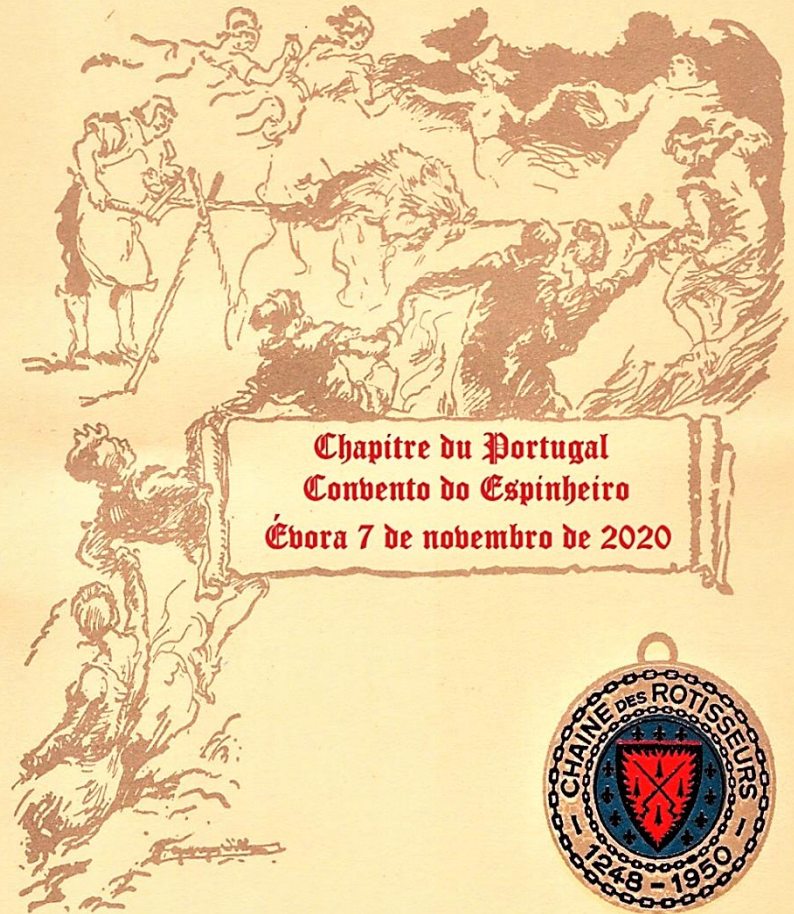 Chapitre du Portugal
Convento do Espinheiro
Évora 7 de novembro de 2020
CHAINE DES ROTISSEURS
1248 - 1950